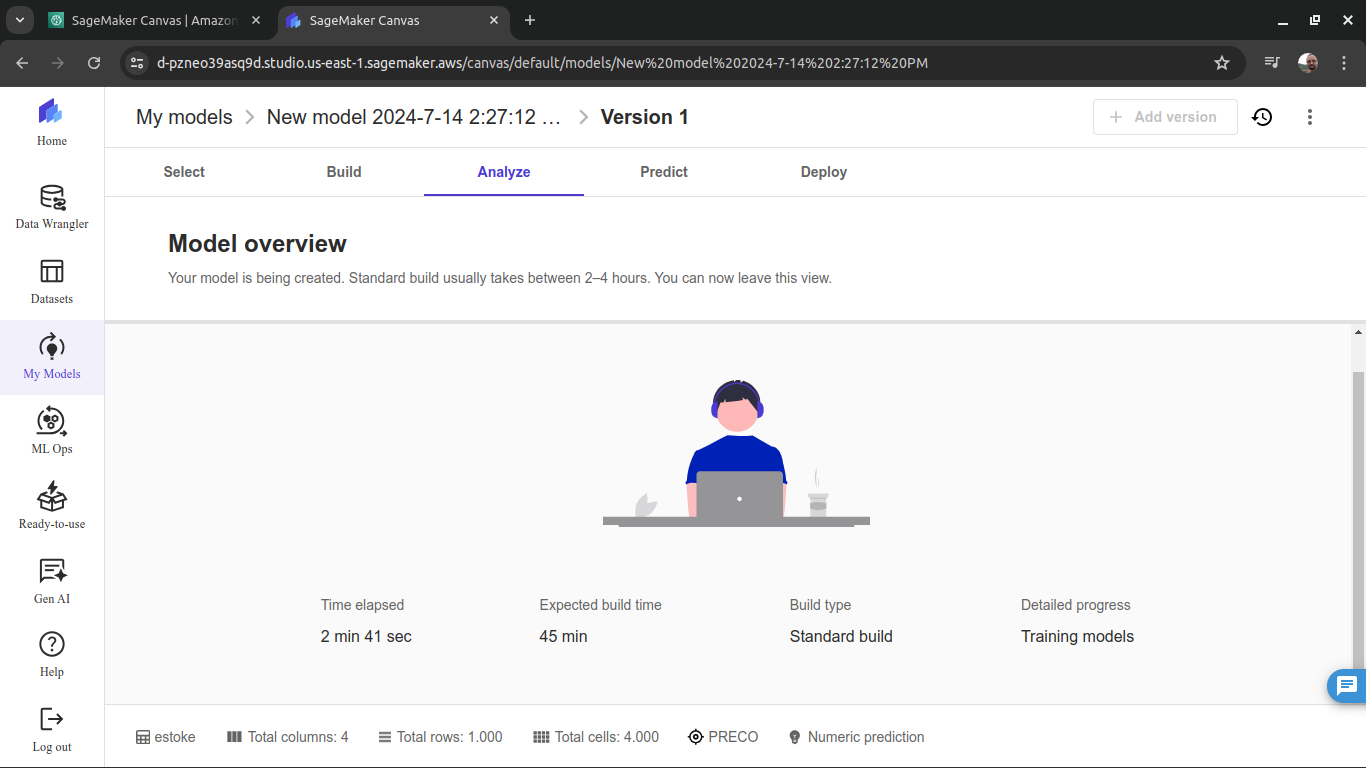 SageMaker Canvas | Amazon
SageMaker Canvas
d-pzneo39asq9d.studio.us-east-1.sagemaker.aws/canvas/default/models/New%20model%202024-7-14%202:27:12%20PM
Home
Data Wrangler
Datasets
My Models
ML Ops
Ready-to-use
Gen AI
Help
Log out
My models > New model 2024-7-14 2:27:12 ... > Version 1
+ Add version
Select Build Analyze Predict Deploy
Model overview
Your model is being created. Standard build usually takes between 2–4 hours. You can now leave this view.
Time elapsed Expected build time Build type Detailed progress
2 min 41 sec 45 min Standard build Training models
estoke Total columns: 4 Total rows: 1.000 Total cells: 4.000 PRECO Numeric prediction